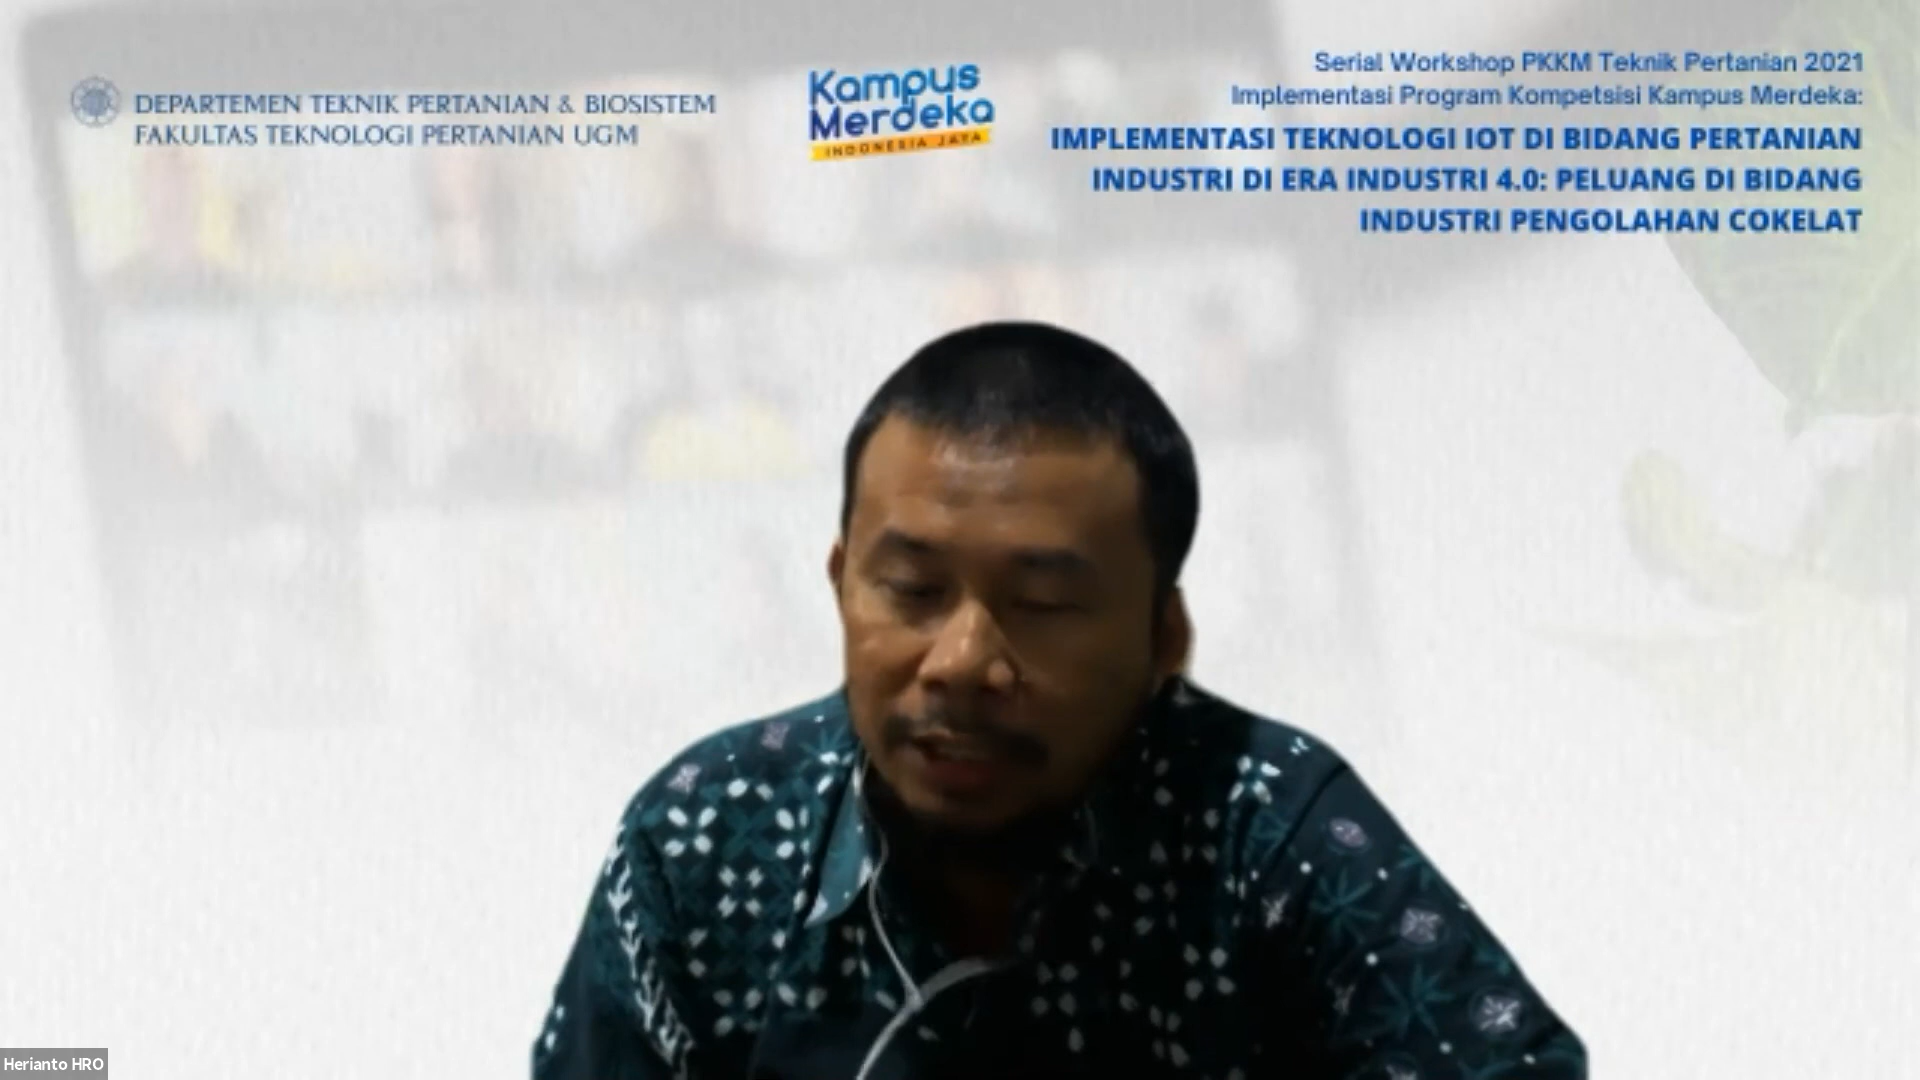 DEPARTEMEN TEKNIK PERTANIAN & BIOSISTEM
FAKULTAS TEKNOLOGI PERTANIAN UGM
Kampus
Merdeka
INDONESIA JAYA
Serial Workshop PKKM Teknik Pertanian 2021
Implementasi Program Kompetsisi Kampus Merdeka:
IMPLEMENTASI TEKNOLOGI IOT DI BIDANG PERTANIAN
INDUSTRI DI ERA INDUSTRI 4.0: PELUANG DI BIDANG
INDUSTRI PENGOLAHAN COKELAT
Herianto HRO